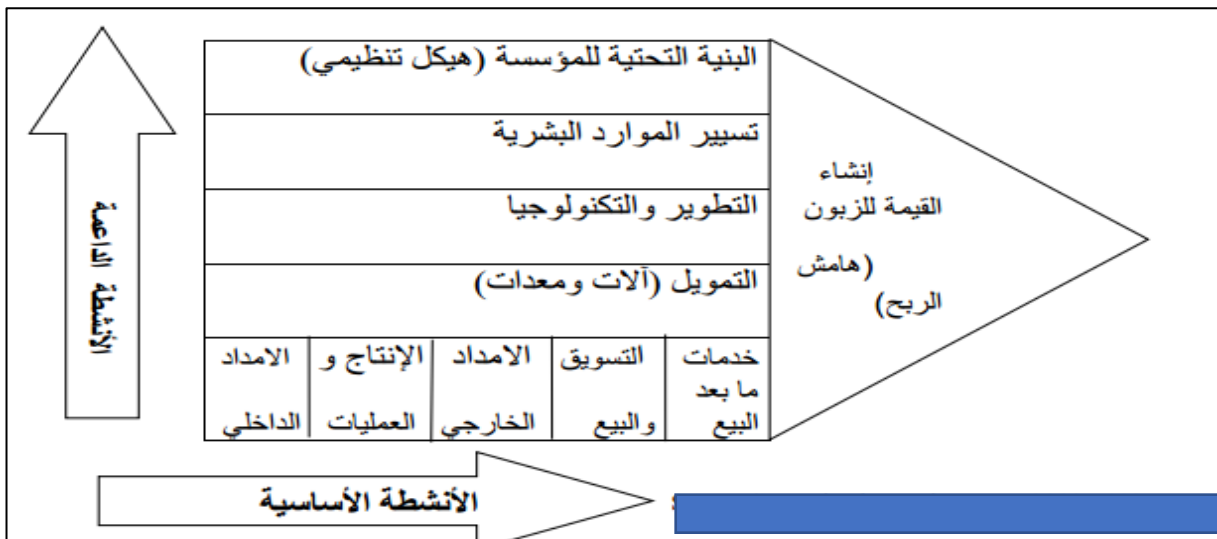 البنية التحتية للمؤسسة (هيكل تنظيمي)
تسيير الموارد البشرية
التطوير والتكنولوجيا
التمويل (آلات ومعدات)
إنشاء
القيمة للزبون
(هامش
الربح)
الأنشطة الداعمة
خدمات
ما بعد
البيع
التسويق
والبيع
الامداد
الخارجي
الإنتاج و
العمليات
الامداد
الداخلي
الأنشطة الأساسية